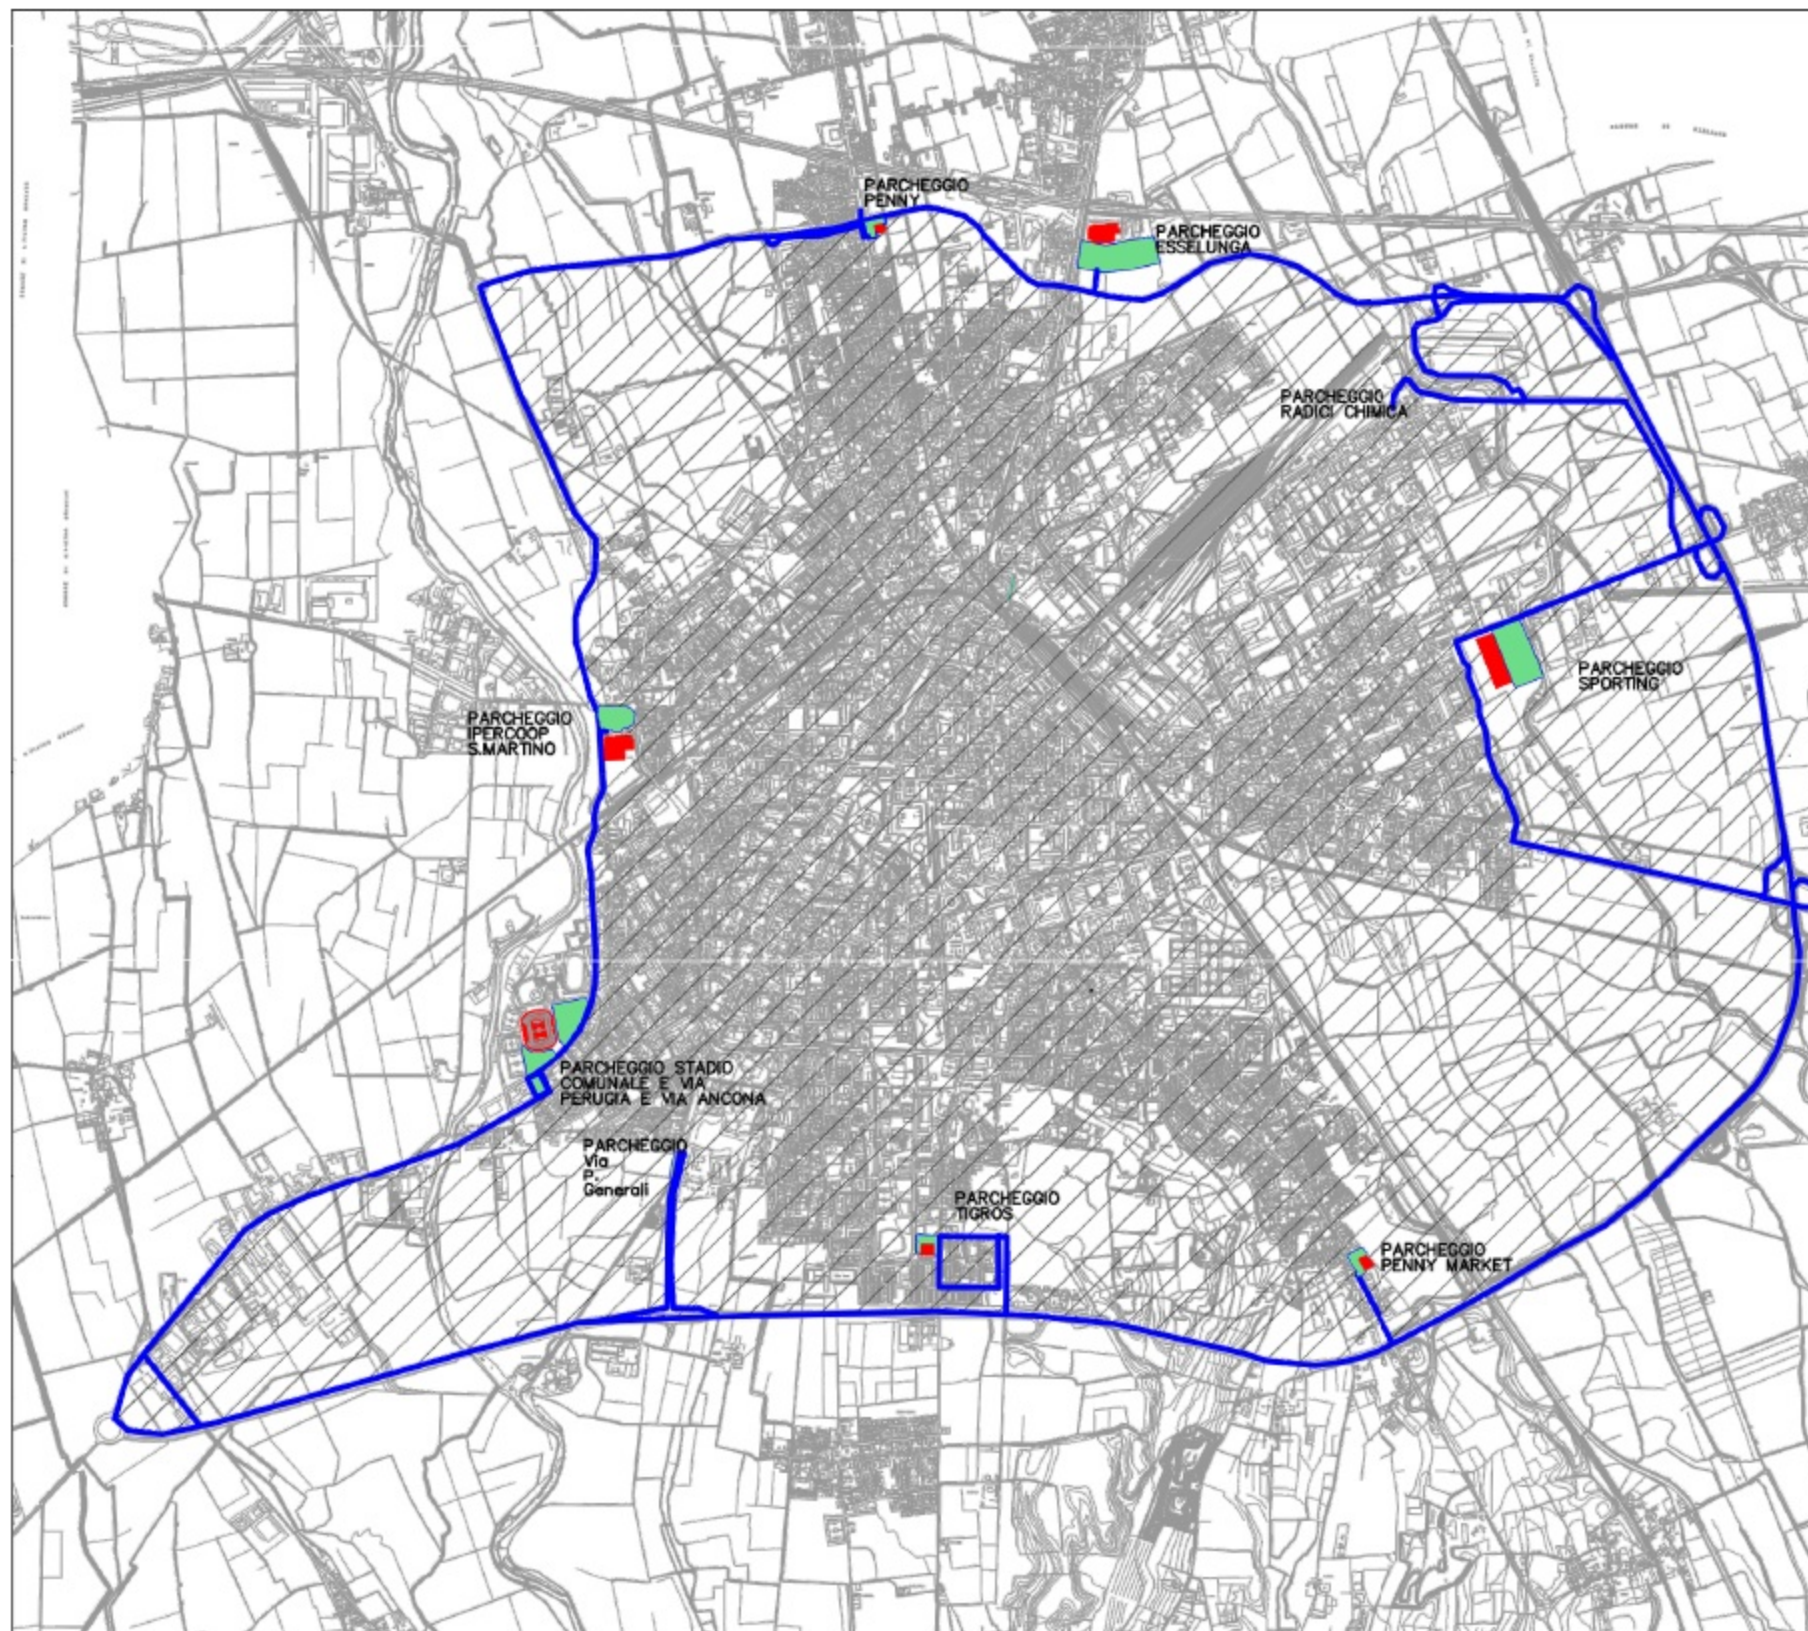 PARCHEGGIO
PENNY
PARCHEGGIO
ESSELUNGA
PARCHEGGIO
RADICI CHIMICA
PARCHEGGIO
SPORTING
PARCHEGGIO
IPERCOOP
S.MARTINO
PARCHEGGIO STADIO
COMUNALE E VIA
PERUGIA E VIA ANCONA
PARCHEGGIO
Via
P.
Generali
PARCHEGGIO
TIGROS
PARCHEGGIO
PENNY MARKET